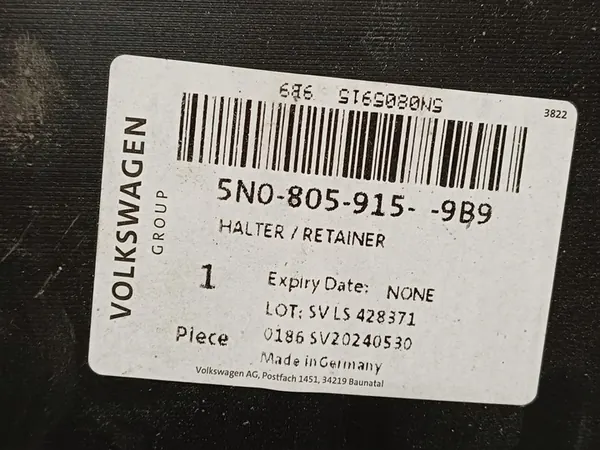 5N0805915 9B9
3822
VOLKSWAGEN
GROUP
5N0-805-915- -9B9
HALTER / RETAINER
1
Piece
Expiry Date: NONE
LOT: SV LS 428371
0186 SV20240530
Made in Germany
Volkswagen AG, Postfach 1451, 34219 Baunatal